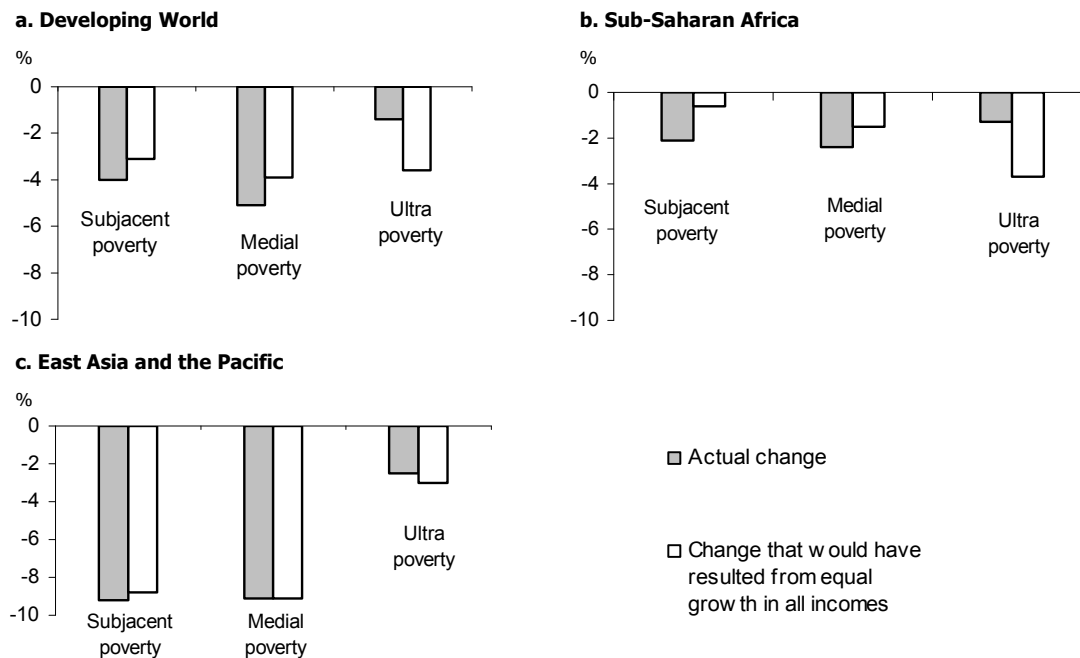 a. Developing World
%
0
-2
-4
-6
-8
-10
Subjacent
poverty
Medial
poverty
Ultra
poverty
b. Sub-Saharan Africa
%
0
-2
-4
-6
-8
-10
Subjacent
poverty
Medial
poverty
Ultra
poverty
c. East Asia and the Pacific
%
0
-2
-4
-6
-8
-10
Subjacent
poverty
Medial
poverty
Ultra
poverty
Actual change
Change that would have
resulted from equal
growth in all incomes